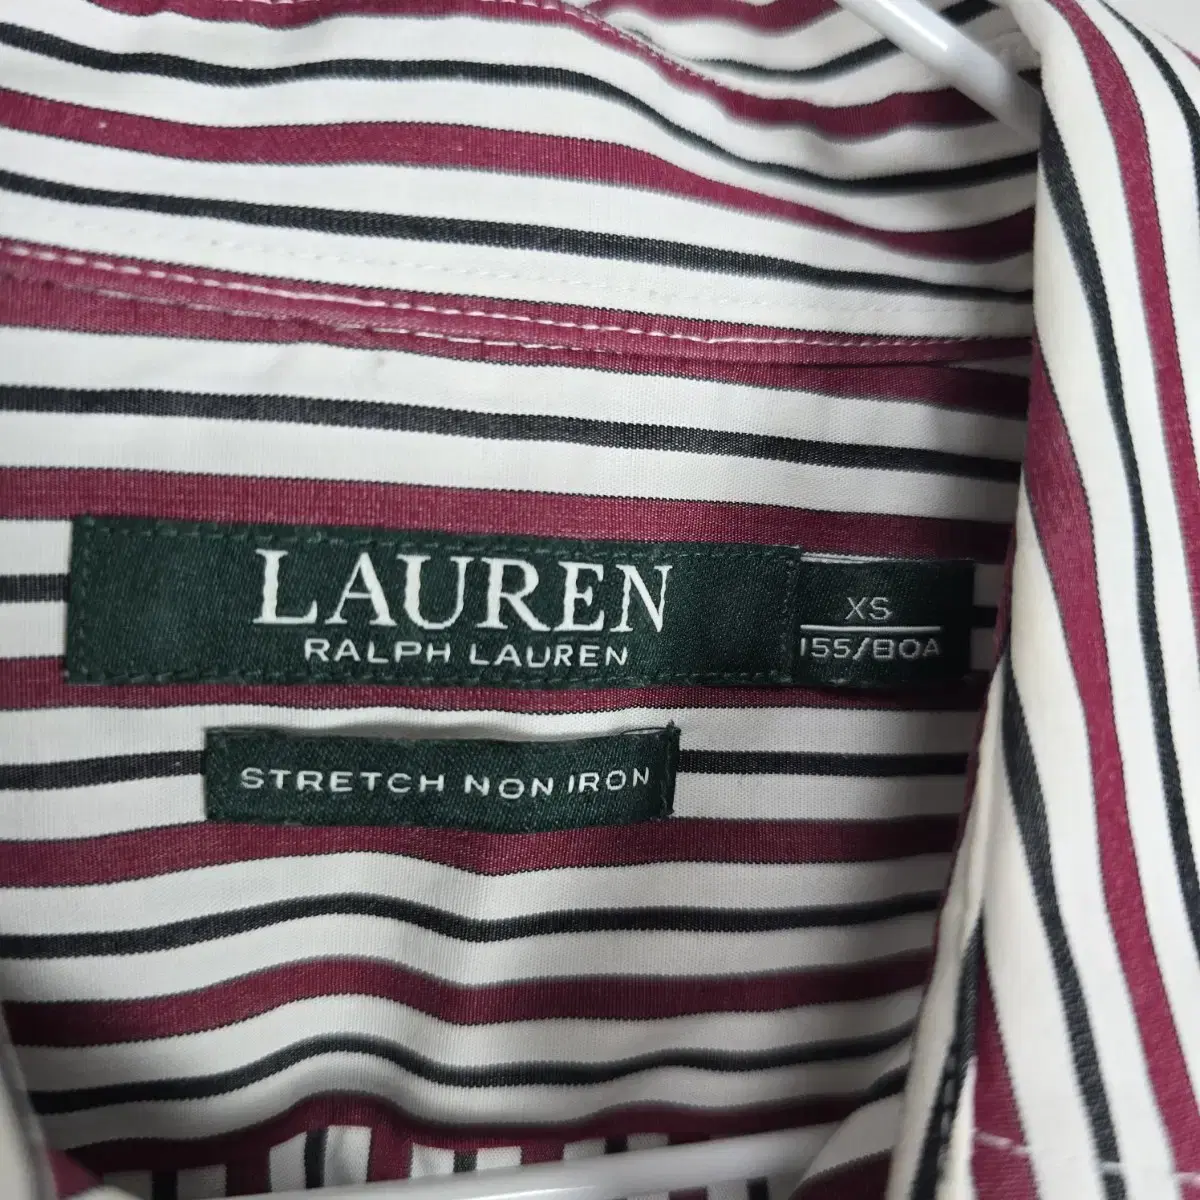 LAUREN
RALPH LAUREN
XS
155/80A
STRETCH NON IRON